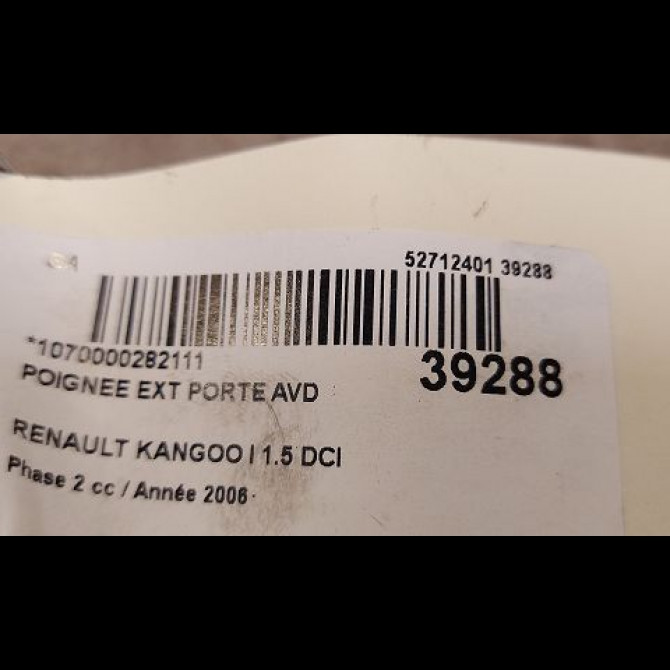 52712401 39288
*1070000282111
39288
POIGNEE EXT PORTE AVD
RENAULT KANGOO I 1.5 DCI
Phase 2 cc / Année 2006